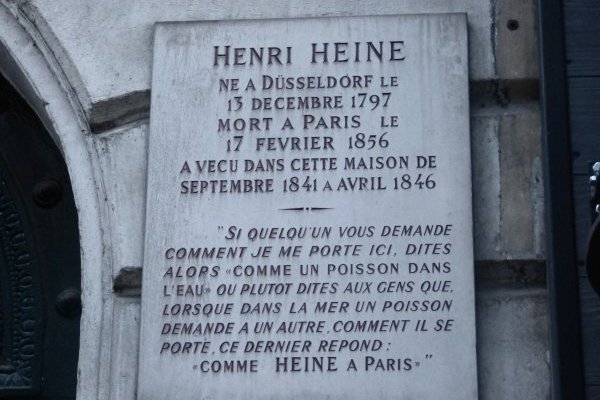 HENRI HEINE
NE A DÜSSELDORF LE
13 DECEMBRE 1797
MORT A PARIS LE
17 FEVRIER 1856
A VECU DANS CETTE MAISON DE
SEPTEMBRE 1841 A AVRIL 1846
"SI QUELQU'UN VOUS DEMANDE
COMMENT JE ME PORTE ICI, DITES
ALORS «COMME UN POISSON DANS
L'EAU» OU PLUTOT DITES AUX GENS QUE,
LORSQUE DANS LA MER UN POISSON
DEMANDE A UN AUTRE, COMMENT IL SE
PORTE, CE DERNIER REPOND :
«COMME HEINE A PARIS»"